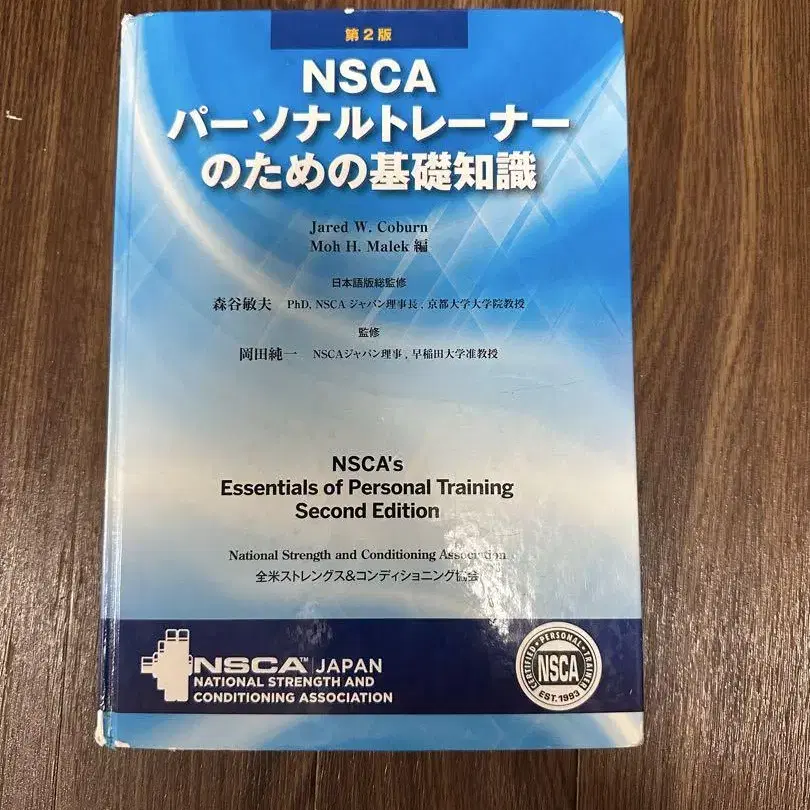 第2版
NSCA
パーソナルトレーナー
のための基礎知識
Jared W. Coburn
Moh H. Malek 編
日本語版総監修
森谷敏夫 PhD, NSCA ジャパン理事長, 京都大学大学院教授
監修
岡田純一 NSCAジャパン理事, 早稲田大学准教授
NSCA's
Essentials of Personal Training
Second Edition
National Strength and Conditioning Association
全米ストレングス&コンディショニング協会
NSCA™ JAPAN
NATIONAL STRENGTH AND
CONDITIONING ASSOCIATION
CERTIFIED • PERSONAL • TRAINER
NSCA
EST. 1993